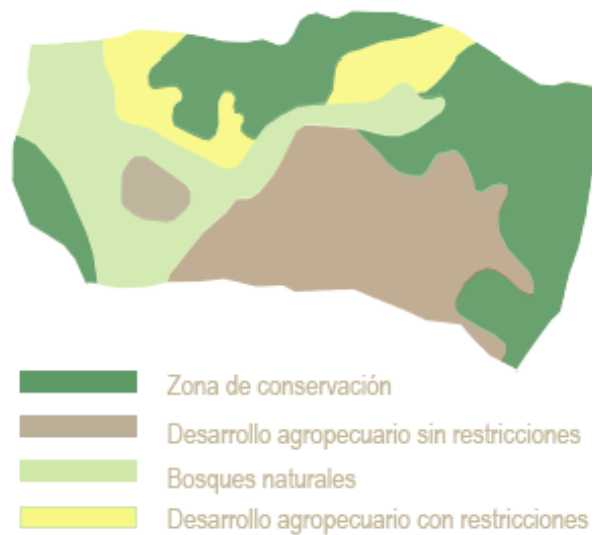 Zona de conservación
Desarrollo agropecuario sin restricciones
Bosques naturales
Desarrollo agropecuario con restricciones